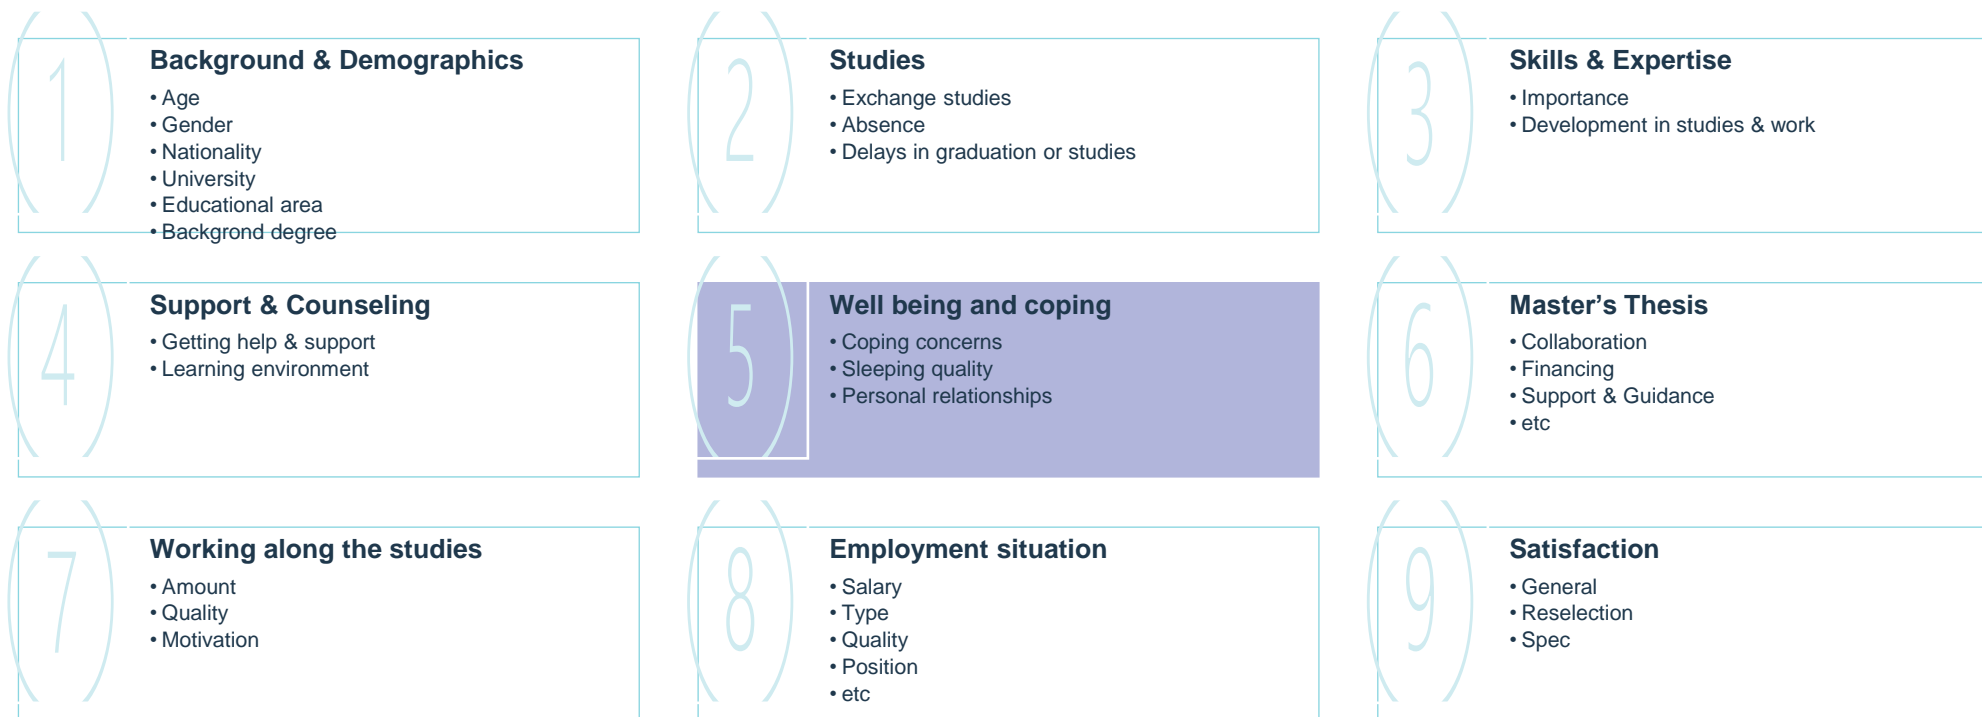 1
Background & Demographics
• Age
• Gender
• Nationality
• University
• Educational area
• Backgrond degree
2
Studies
• Exchange studies
• Absence
• Delays in graduation or studies
3
Skills & Expertise
• Importance
• Development in studies & work
4
Support & Counseling
• Getting help & support
• Learning environment
5
Well being and coping
• Coping concerns
• Sleeping quality
• Personal relationships
6
Master’s Thesis
• Collaboration
• Financing
• Support & Guidance
• etc
7
Working along the studies
• Amount
• Quality
• Motivation
8
Employment situation
• Salary
• Type
• Quality
• Position
• etc
9
Satisfaction
• General
• Reselection
• Spec